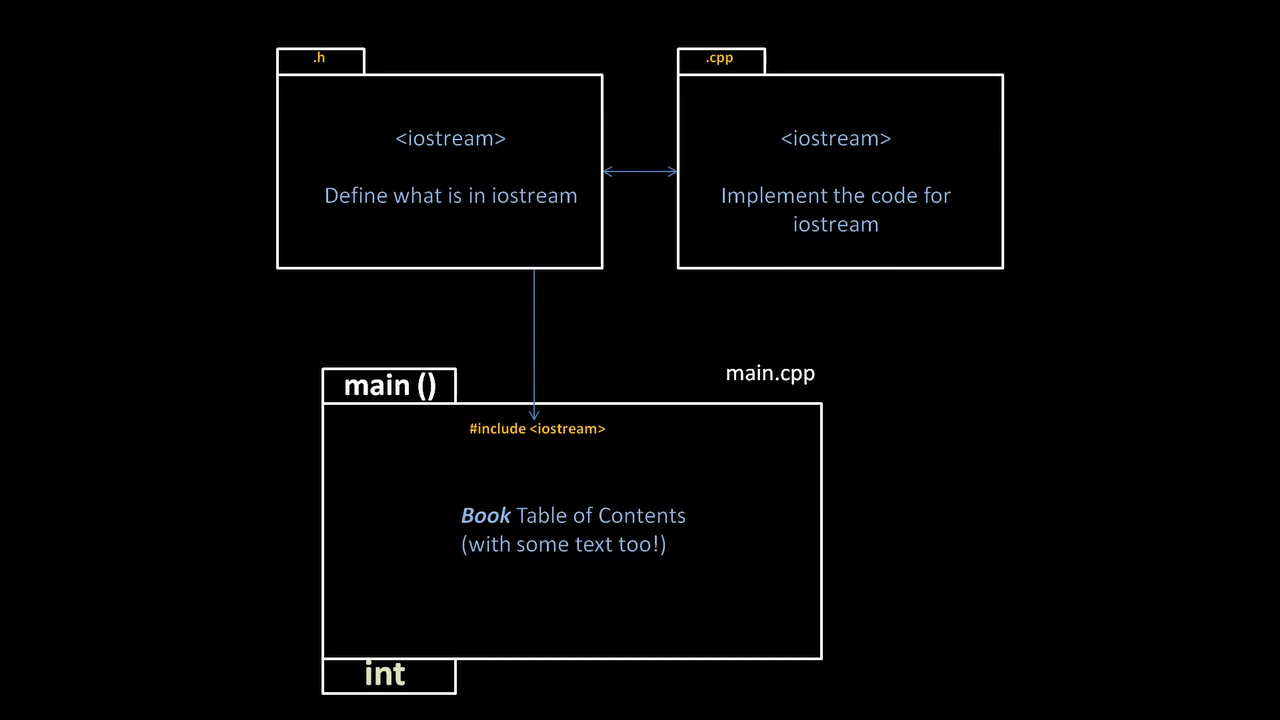 .h
<iostream>
Define what is in iostream
.cpp
<iostream>
Implement the code for
iostream
main ()
main.cpp
#include <iostream>
Book Table of Contents
(with some text too!)
int